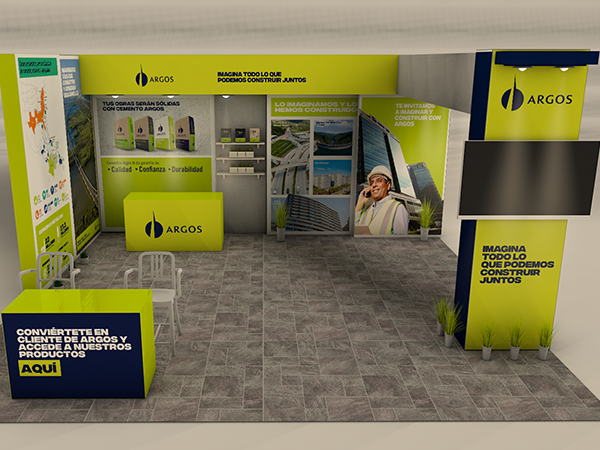 ARGOS
IMAGINA TODO LO QUE
PODEMOS CONSTRUIR JUNTOS
TUS OBRAS SERÁN SÓLIDAS
CON CEMENTO ARGOS
• Calidad • Confianza • Durabilidad
LO IMAGINAMOS Y LO
HEMOS CONSTRUIDO
TE INVITAMOS
A IMAGINAR Y
CONSTRUIR CON
ARGOS
ARGOS
ARGOS
IMAGINA
TODO LO
QUE PODEMOS
CONSTRUIR
JUNTOS
CONVIÉRTETE EN
CLIENTE DE ARGOS Y
ACCEDE A NUESTROS
PRODUCTOS
AQUÍ